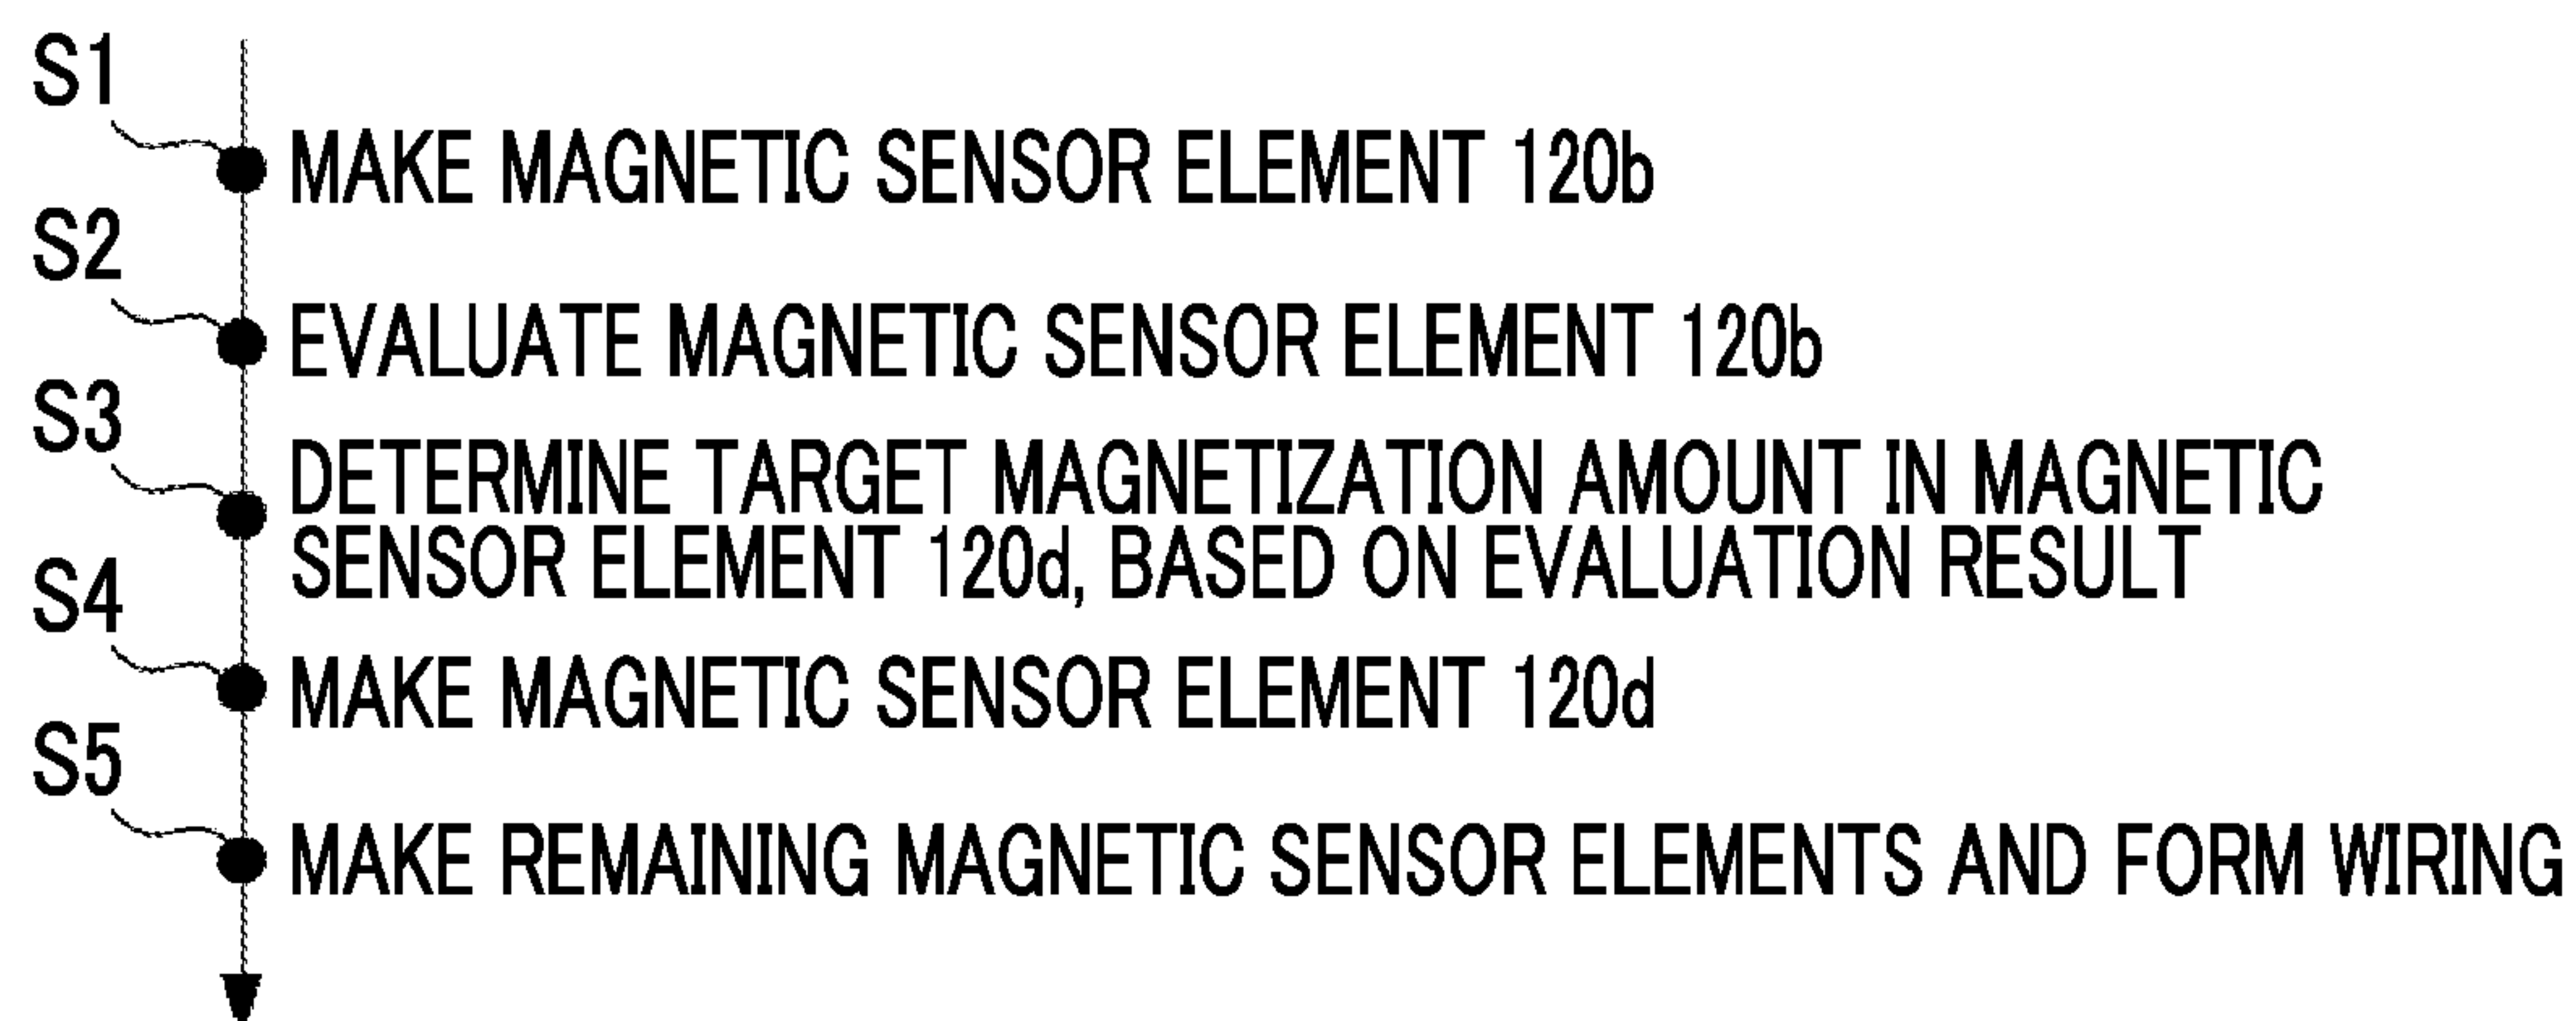 S1
MAKE MAGNETIC SENSOR ELEMENT 120b
S2
EVALUATE MAGNETIC SENSOR ELEMENT 120b
S3
DETERMINE TARGET MAGNETIZATION AMOUNT IN MAGNETIC
SENSOR ELEMENT 120d, BASED ON EVALUATION RESULT
S4
MAKE MAGNETIC SENSOR ELEMENT 120d
S5
MAKE REMAINING MAGNETIC SENSOR ELEMENTS AND FORM WIRING